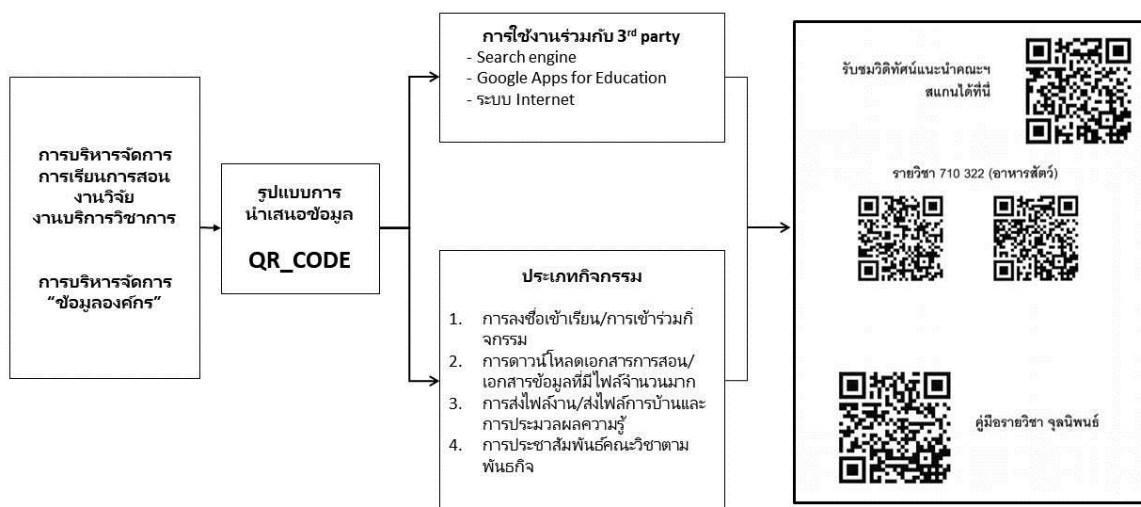 การบริหารจัดการ
การเรียนการสอน
งานวิจัย
งานบริการวิชาการ
การบริหารจัดการ
“ข้อมูลองค์กร”
รูปแบบการ
นำเสนอข้อมูล
QR_CODE
การใช้งานร่วมกับ 3rd party
- Search engine
- Google Apps for Education
- ระบบ Internet
ประเภทกิจกรรม
1. การลงชื่อเข้าเรียน/การเข้าร่วมกิ
จกรรม
2. การดาวน์โหลดเอกสารการสอน/
เอกสารข้อมูลที่มีไฟล์จำนวนมาก
3. การส่งไฟล์งาน/ส่งไฟล์การบ้านและ
การประมวลผลความรู้
4. การประชาสัมพันธ์คณะวิชาตาม
พันธกิจ
รับชมวิดิทัศน์แนะนำคณะฯ
สแกนได้ที่นี่
รายวิชา 710 322 (อาหารสัตว์)
คู่มือรายวิชา จุลนิพนธ์